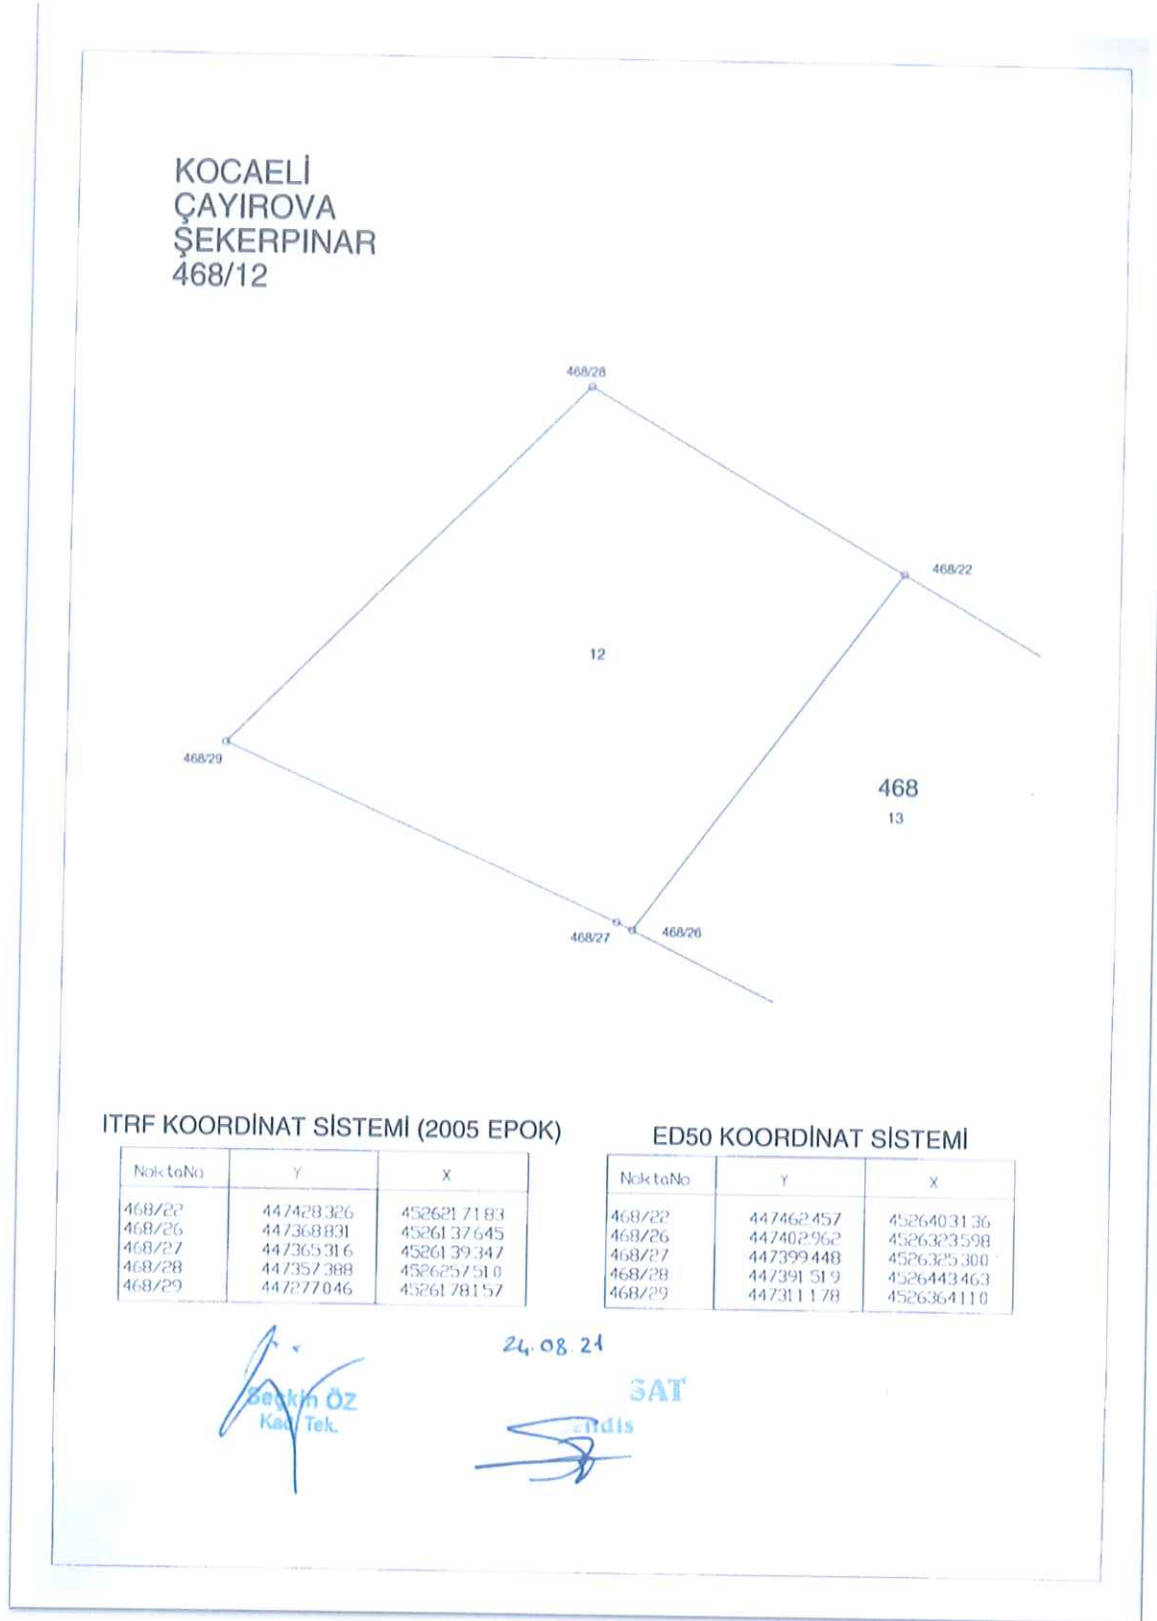 KOCAELİ
ÇAYIROVA
ŞEKERPINAR
468/12
468/28
468/22
12
468/29
468
13
468/27
468/26
ITRF KOORDİNAT SİSTEMİ (2005 EPOK)
NoktaNo Y X
468/22 447428.326 4526217.183
468/26 447368.831 4526137.645
468/27 447365.316 4526139.347
468/28 447357.388 4526257.510
468/29 447277.046 4526178.157
ED50 KOORDİNAT SİSTEMİ
NoktaNo Y X
468/22 447462.457 4526403.136
468/26 447402.962 4526323.598
468/27 447399.448 4526325.300
468/28 447391.519 4526443.463
468/29 447311.178 4526364.110
24.08.21
Seçkin ÖZ
Kad. Tek.
SAT
endis